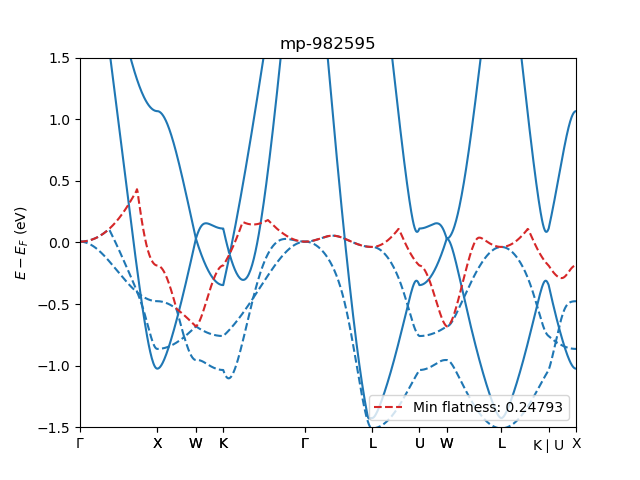 mp-982595
1.5
1.0
0.5
0.0
−0.5
−1.0
−1.5
E − E_F (eV)
Min flatness: 0.24793
Γ X W K Γ L U W L K | U X